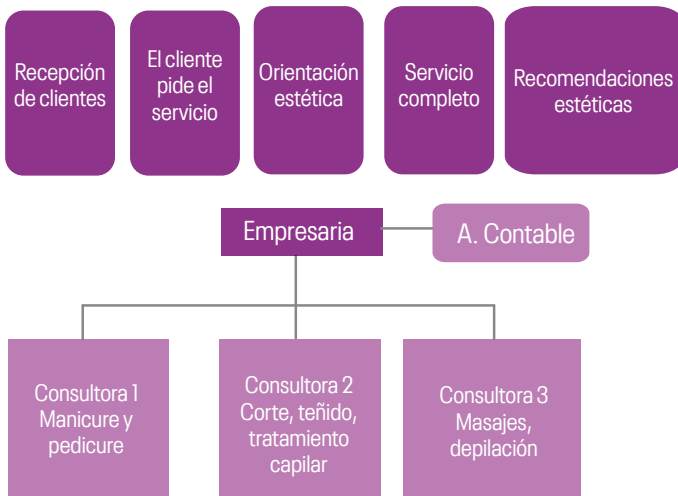 Recepción
de clientes
El cliente
pide el
servicio
Orientación
estética
Servicio
completo
Recomendaciones
estéticas
Empresaria
A. Contable
Consultora 1
Manicure y
pedicure
Consultora 2
Corte, teñido,
tratamiento
capilar
Consultora 3
Masajes,
depilación